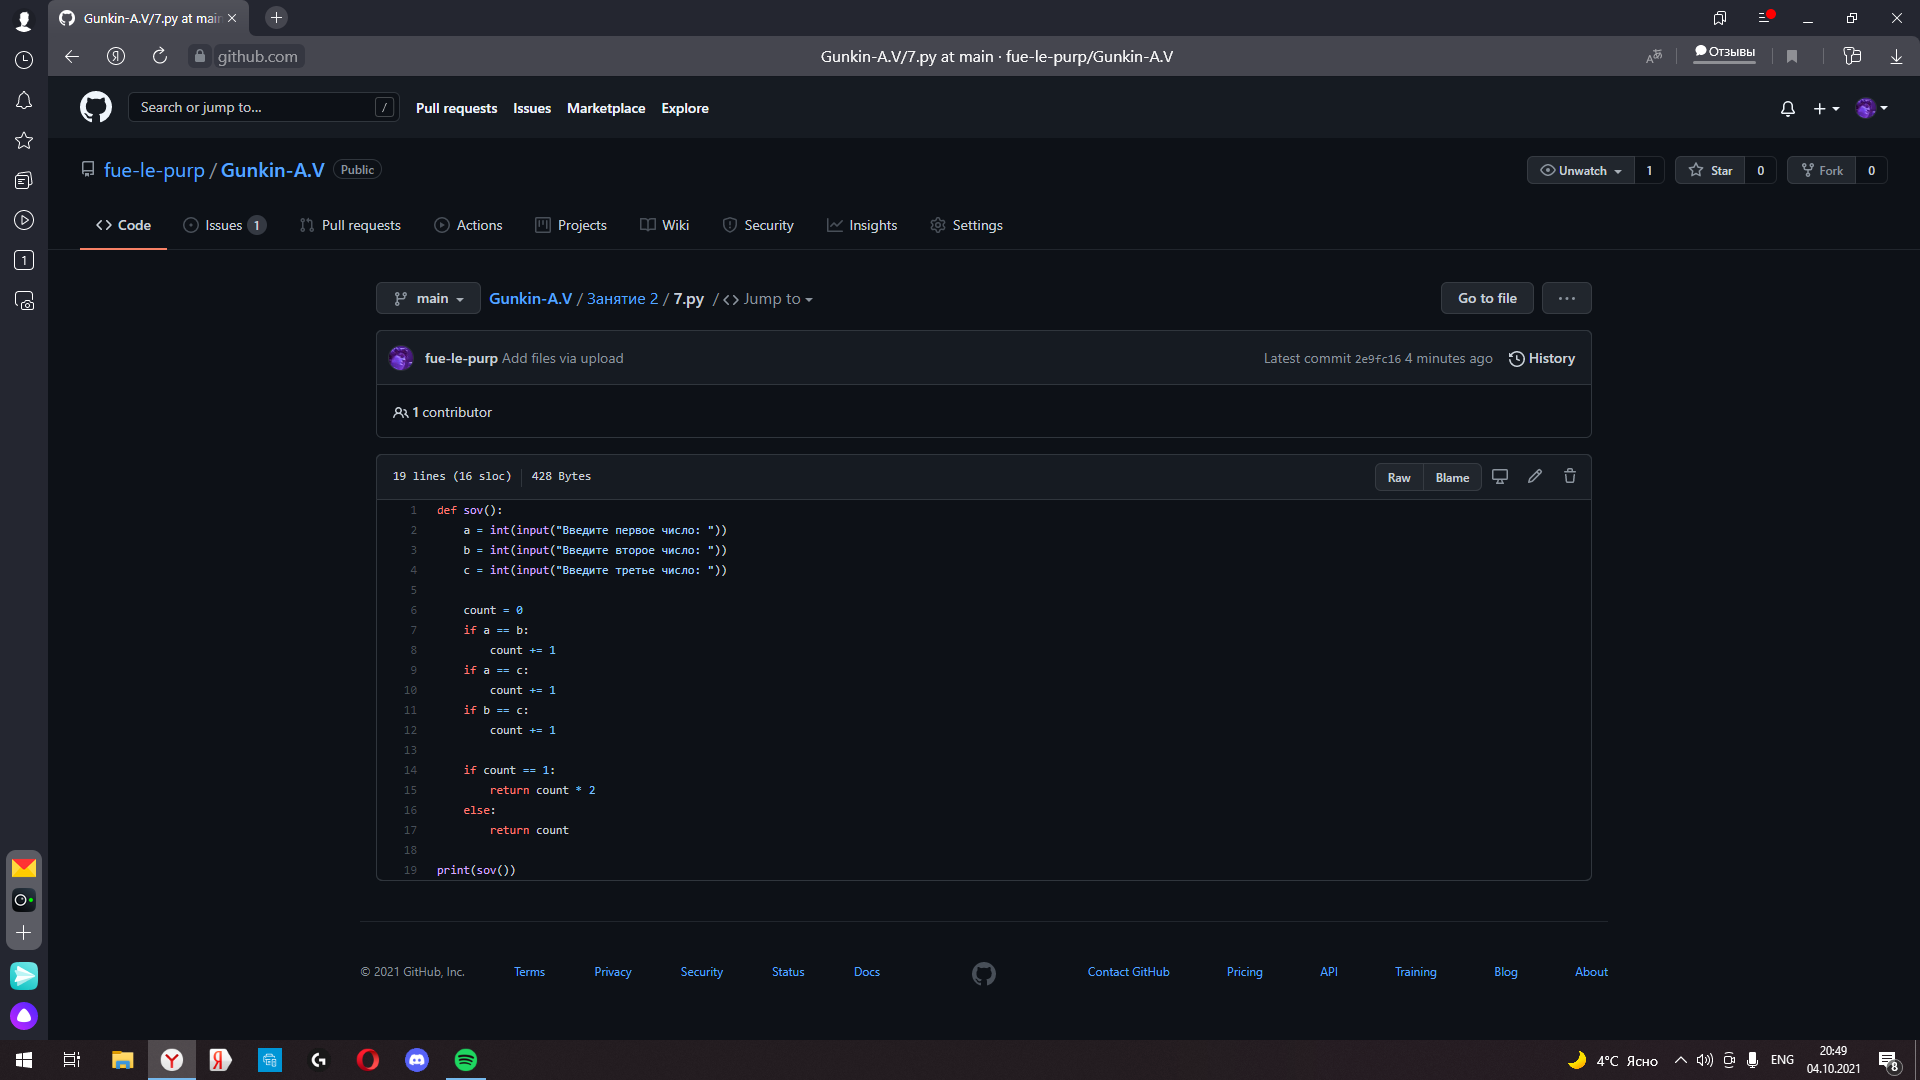 Gunkin-A.V/7.py at mai
github.com
Gunkin-A.V/7.py at main · fue-le-purp/Gunkin-A.V
Отзывы
Search or jump to... /
Pull requests Issues Marketplace Explore
fue-le-purp / Gunkin-A.V Public
Unwatch 1 Star 0 Fork 0
Code Issues 1 Pull requests Actions Projects Wiki Security Insights Settings
main Gunkin-A.V / Занятие 2 / 7.py / <> Jump to
Go to file ...
fue-le-purp Add files via upload
Latest commit 2e9fc16 4 minutes ago History
1 contributor
19 lines (16 sloc) 428 Bytes
Raw Blame
1 def sov():
2 a = int(input("Введите первое число: "))
3 b = int(input("Введите второе число: "))
4 c = int(input("Введите третье число: "))
5
6 count = 0
7 if a == b:
8 count += 1
9 if a == c:
10 count += 1
11 if b == c:
12 count += 1
13
14 if count == 1:
15 return count * 2
16 else:
17 return count
18
19 print(sov())
© 2021 GitHub, Inc. Terms Privacy Security Status Docs Contact GitHub Pricing API Training Blog About
1
4°C Ясно
ENG
20:49
04.10.2021
8